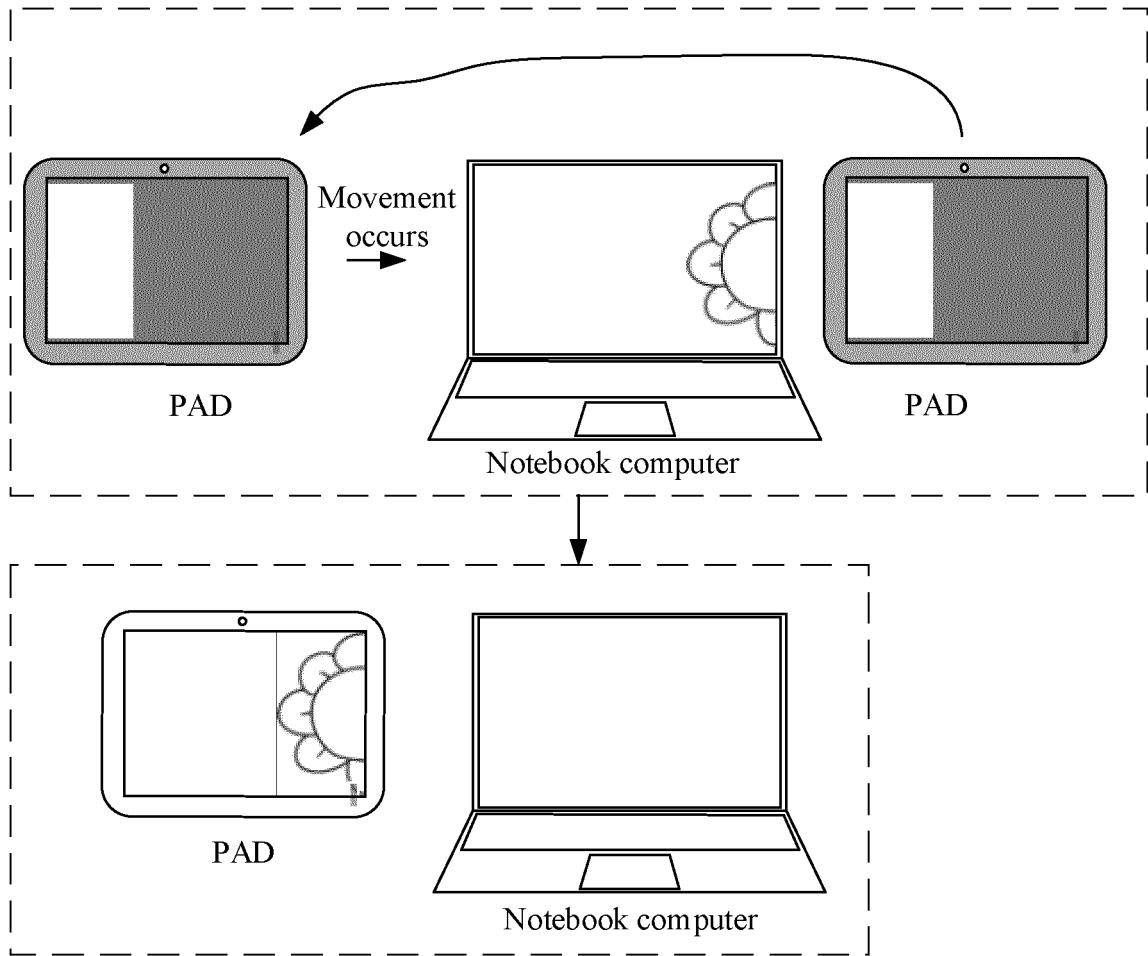 Movement
occurs
PAD
PAD
Notebook computer
PAD
Notebook computer